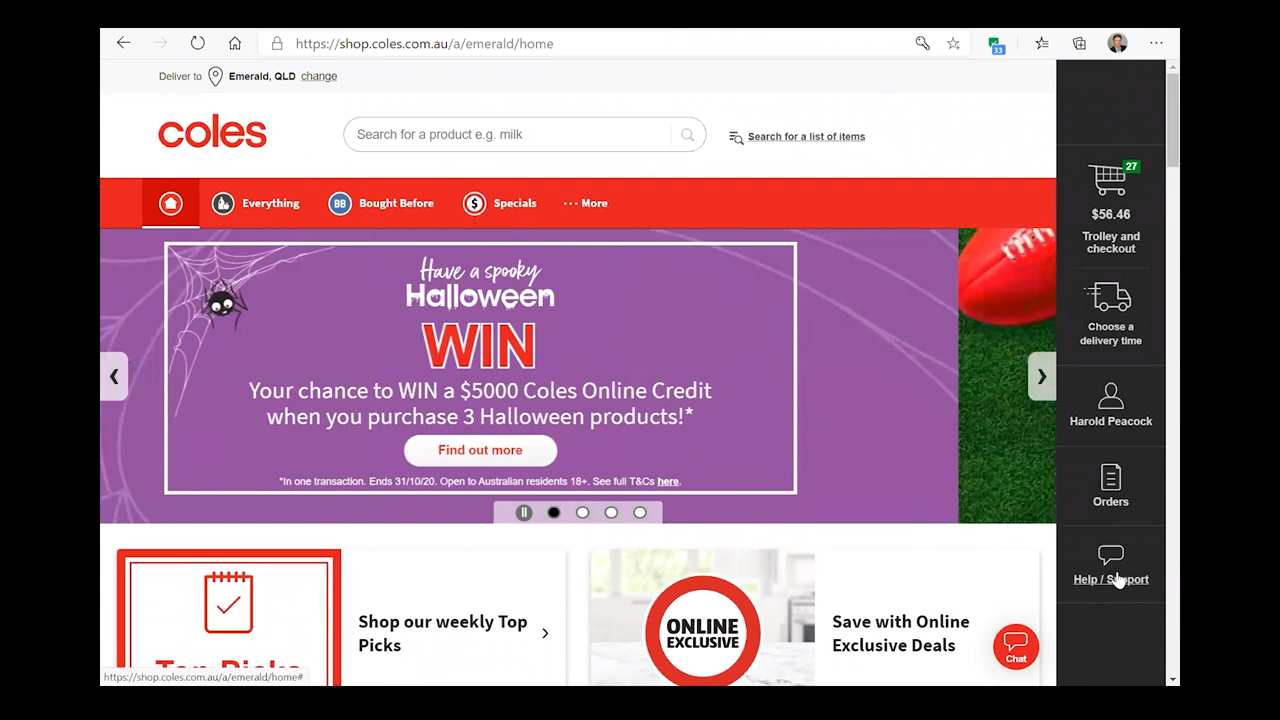 https://shop.coles.com.au/a/emerald/home
33
Deliver to Emerald, QLD change
coles
Search for a product e.g. milk
Search for a list of items
Everything
BB Bought Before
$ Specials
··· More
Have a spooky
Halloween
WIN
Your chance to WIN a $5000 Coles Online Credit
when you purchase 3 Halloween products!*
Find out more
*In one transaction. Ends 31/10/20. Open to Australian residents 18+. See full T&Cs here.
27
$56.46
Trolley and
checkout
Choose a
delivery time
Harold Peacock
Orders
Help / Support
Top Picks
Shop our weekly Top
Picks
ONLINE
EXCLUSIVE
Save with Online
Exclusive Deals
Chat
https://shop.coles.com.au/a/emerald/home#